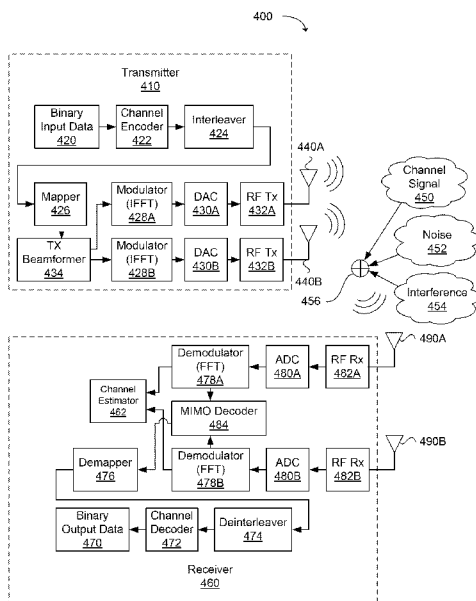 400
Transmitter
410
Binary
Input Data
420
Channel
Encoder
422
Interleaver
424
Mapper
426
TX
Beamformer
434
Modulator
(IFFT)
428A
DAC
430A
RF Tx
432A
440A
Modulator
(IFFT)
428B
DAC
430B
RF Tx
432B
440B
Channel
Signal
450
Noise
452
Interference
454
456
490A
Demodulator
(FFT)
478A
ADC
480A
RF Rx
482A
Channel
Estimator
462
MIMO Decoder
484
490B
Demapper
476
Demodulator
(FFT)
478B
ADC
480B
RF Rx
482B
Binary
Output Data
470
Channel
Decoder
472
Deinterleaver
474
Receiver
460